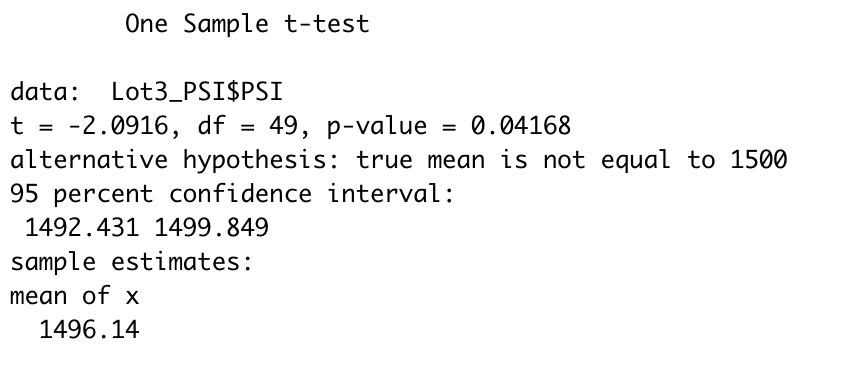 One Sample t-test
data:  Lot3_PSI$PSI
t = -2.0916, df = 49, p-value = 0.04168
alternative hypothesis: true mean is not equal to 1500
95 percent confidence interval:
 1492.431 1499.849
sample estimates:
mean of x
  1496.14